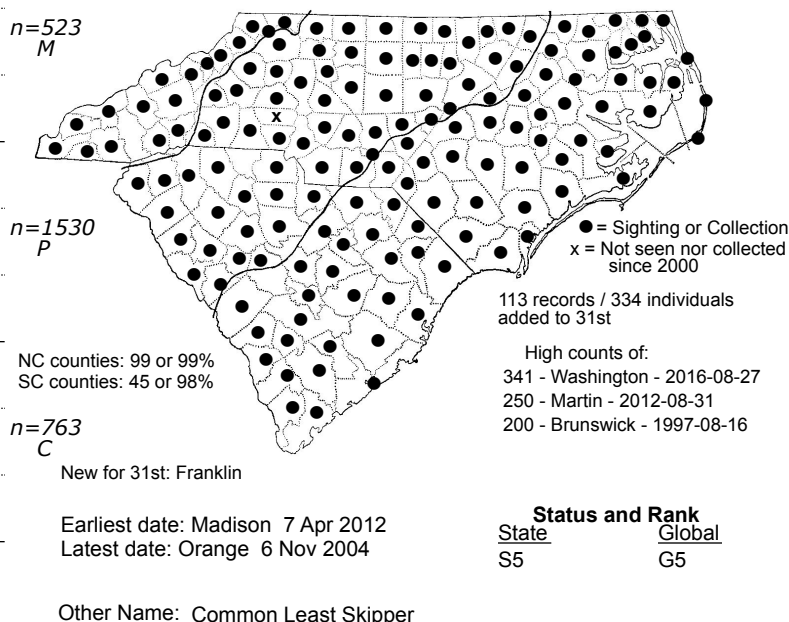 n=523
M
x
n=1530
P
= Sighting or Collection
x = Not seen nor collected
since 2000
113 records / 334 individuals
added to 31st
NC counties: 99 or 99%
SC counties: 45 or 98%
High counts of:
341 - Washington - 2016-08-27
250 - Martin - 2012-08-31
200 - Brunswick - 1997-08-16
n=763
C
New for 31st: Franklin
Earliest date: Madison 7 Apr 2012
Latest date: Orange 6 Nov 2004
Status and Rank
State Global
S5 G5
Other Name: Common Least Skipper